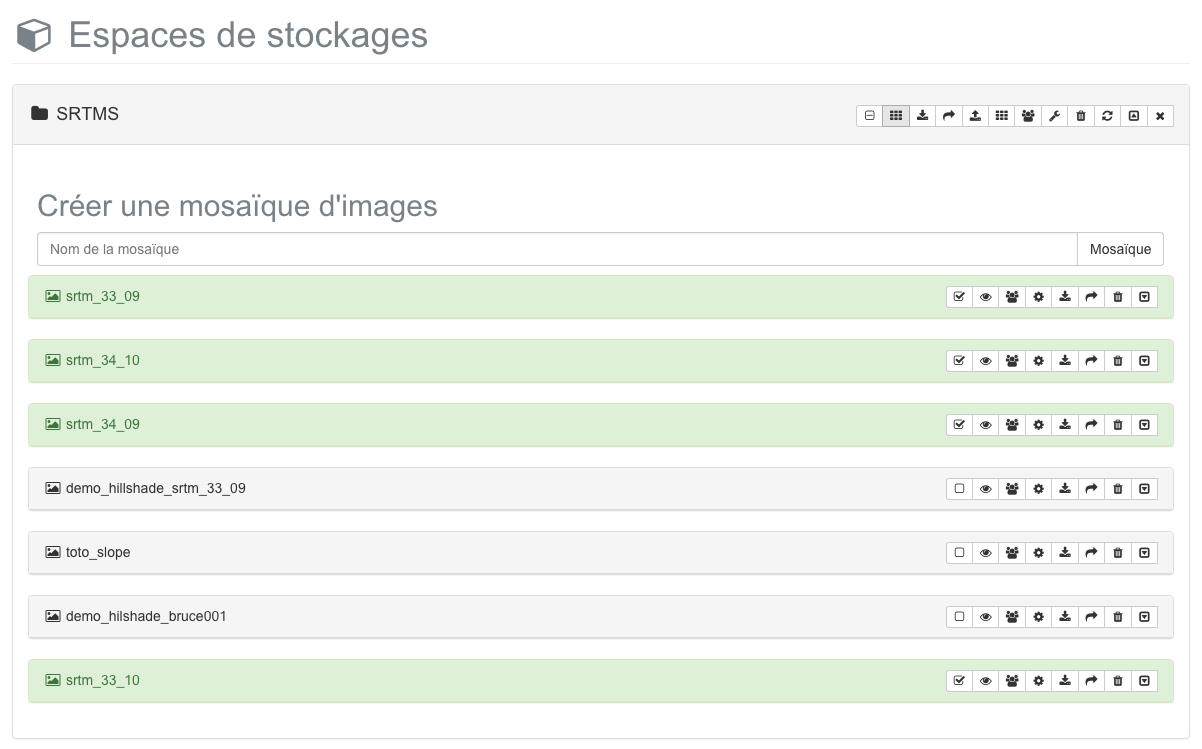 Espaces de stockages
SRTMS
Créer une mosaïque d'images
Nom de la mosaïque Mosaïque
srtm_33_09
srtm_34_10
srtm_34_09
demo_hillshade_srtm_33_09
toto_slope
demo_hilshade_bruce001
srtm_33_10